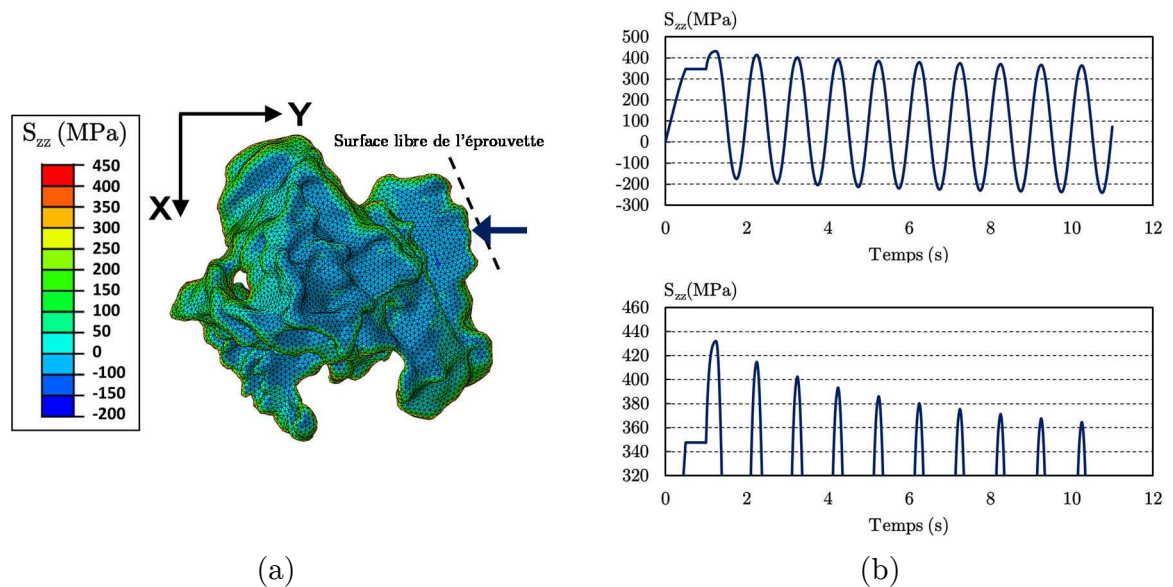 Y
S_zz (MPa)
450
400
350
300
250
200
150
100
50
0
-100
-150
-200
X
Surface libre de l'éprouvette
(a)
S_zz(MPa)
500
400
300
200
100
0
-100
-200
-300
0 2 4 6 8 10 12
Temps (s)
S_zz(MPa)
460
440
420
400
380
360
340
320
0 2 4 6 8 10 12
Temps (s)
(b)